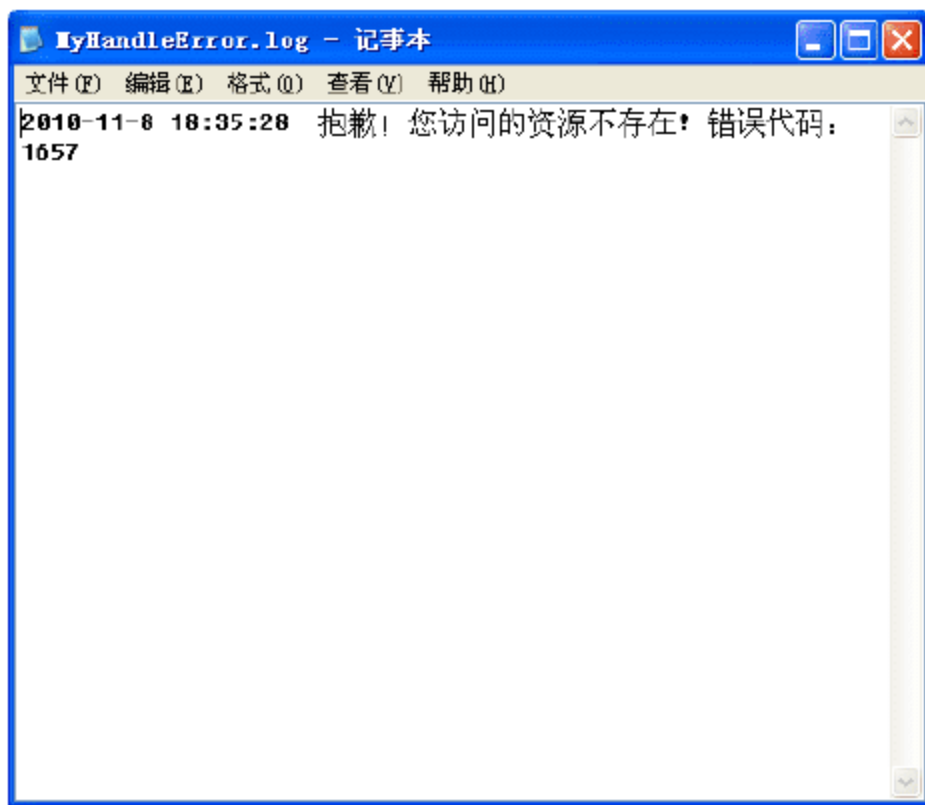 MyHandleError.log - 记事本
文件(F) 编辑(E) 格式(O) 查看(V) 帮助(H)
2010-11-8 18:35:28 抱歉！您访问的资源不存在！错误代码：
1657